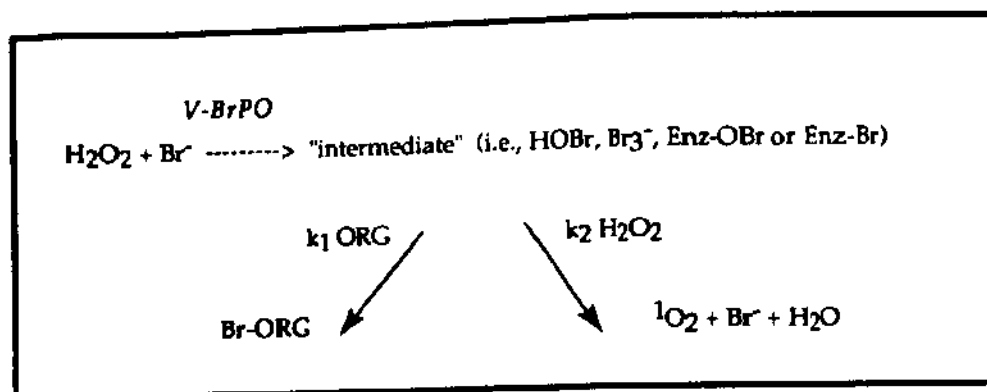 V-BrPO
H₂O₂ + Br⁻ ---------> "intermediate" (i.e., HOBr, Br₃⁻, Enz-OBr or Enz-Br)
k₁ ORG
k₂ H₂O₂
Br-ORG
¹O₂ + Br⁻ + H₂O